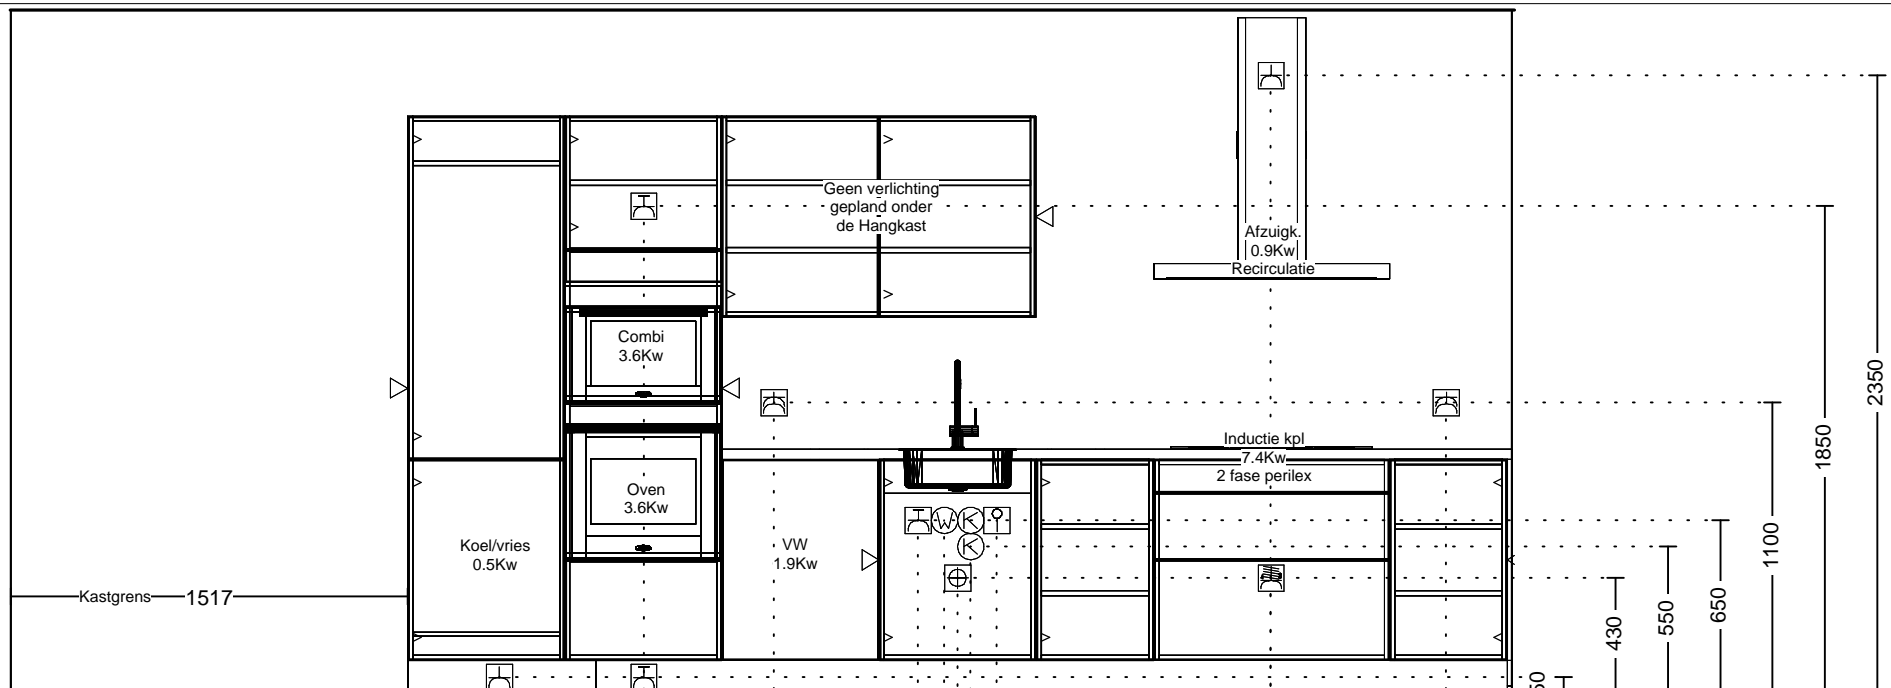 Geen verlichting
gepland onder
de Hangkast
Afzuigk.
0.9Kw
Recirculatie
Combi
3.6Kw
2350
1850
Inductie kpl
7.4Kw
2 fase perilex
Oven
3.6Kw
W K
K
Koel/vries
0.5Kw
VW
1.9Kw
1100
650
550
430
Kastgrens 1517